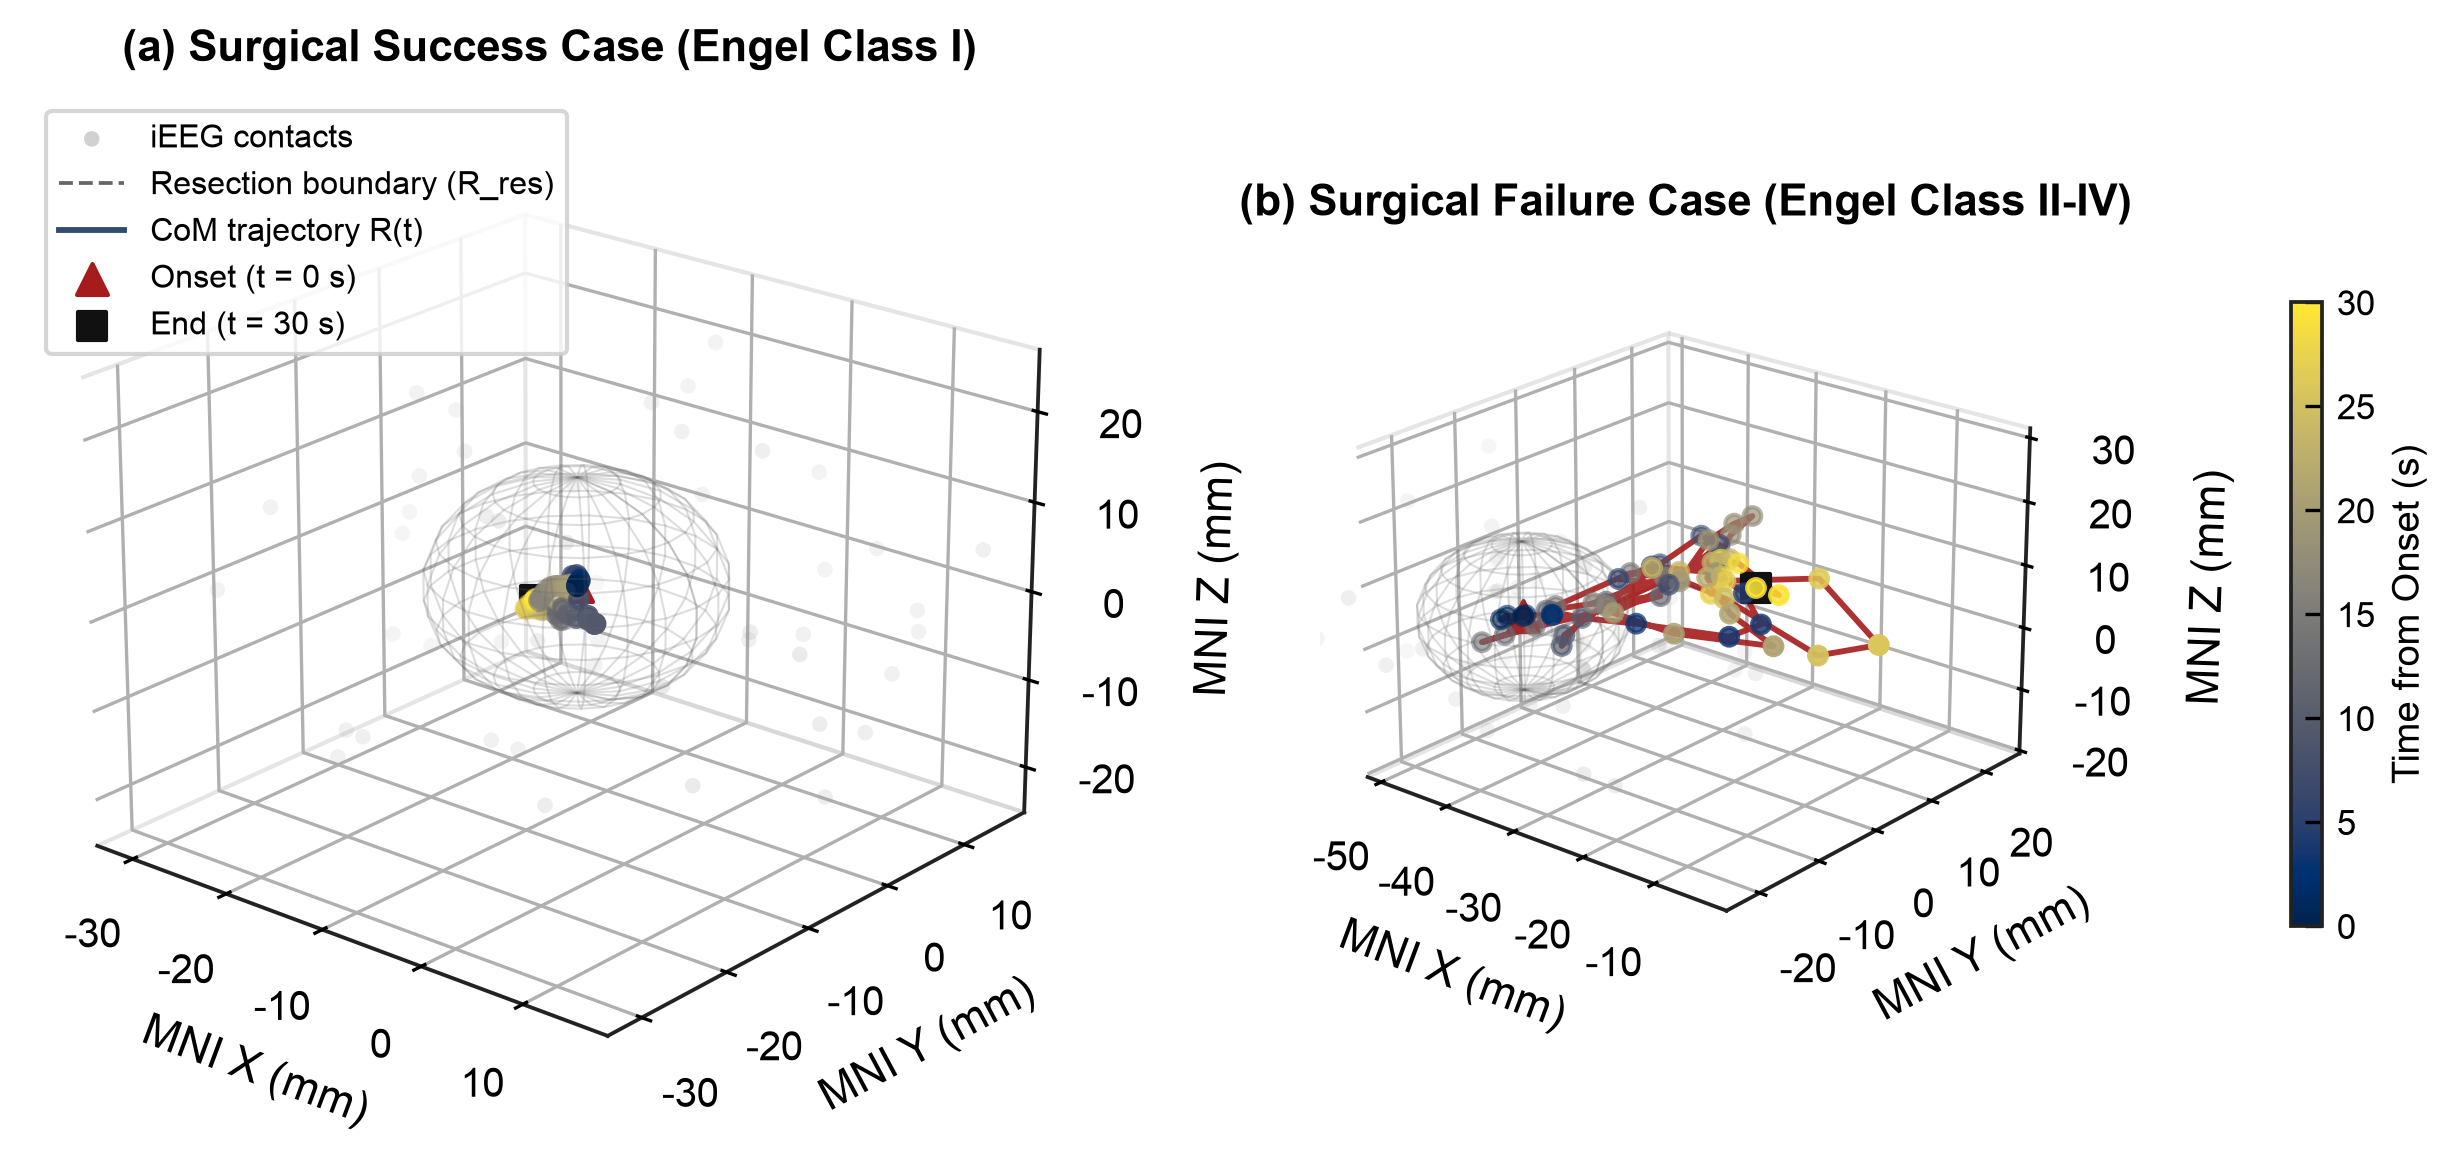 (a) Surgical Success Case (Engel Class I)
iEEG contacts
Resection boundary (R_res)
CoM trajectory R(t)
Onset (t = 0 s)
End (t = 30 s)
20
10
0
-10
-20
MNI Z (mm)
-30
-20
-10
0
10
MNI X (mm)
-30
-20
-10
0
10
MNI Y (mm)
(b) Surgical Failure Case (Engel Class II-IV)
30
20
10
0
-10
-20
MNI Z (mm)
-50
-40
-30
-20
-10
MNI X (mm)
-20
-10
0
10
20
MNI Y (mm)
30
25
20
15
10
5
0
Time from Onset (s)